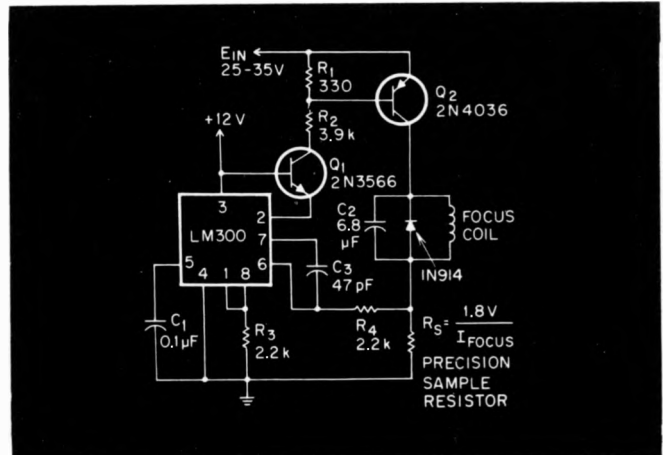 EIN
25-35V
R1
330
Q2
2N4036
R2
3.9k
+12V
Q1
2N3566
3
2
LM300
7
5
4
1
8
6
C2
6.8
µF
FOCUS
COIL
1N914
C3
47pF
C1
0.1µF
R3
2.2k
R4
2.2k
RS = 1.8V
IFOCUS
PRECISION
SAMPLE
RESISTOR